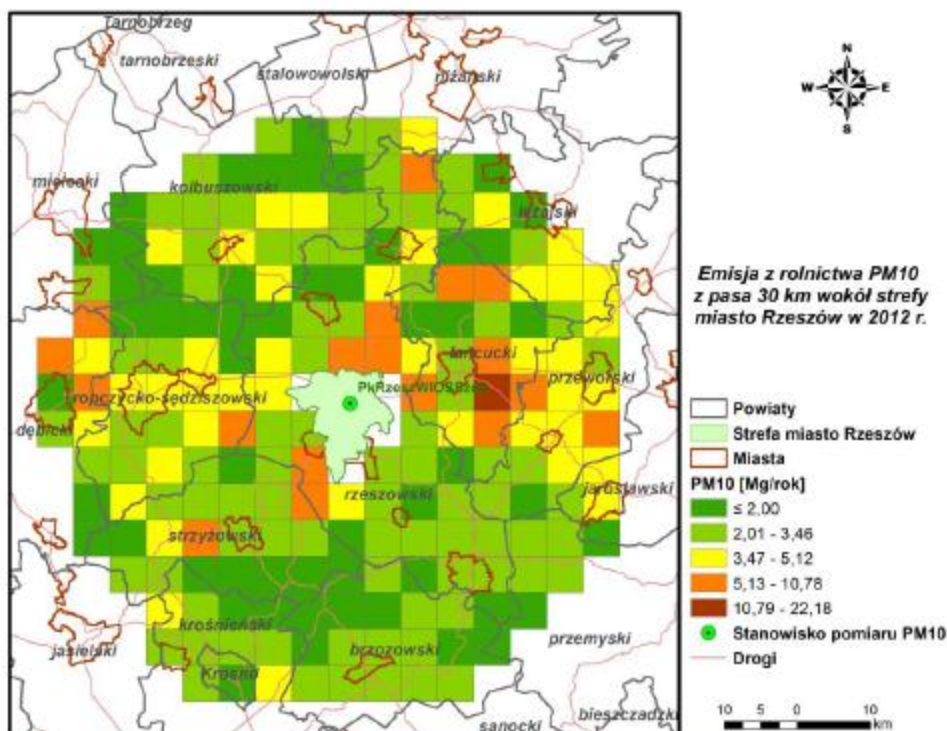 Tarnobrzeg
tarnobrzeski
stalowowolski
niżański
N
W E
S
mielecki
kolbuszowski
leżajski
Emisja z rolnictwa PM10
z pasa 30 km wokół strefy
miasto Rzeszów w 2012 r.
łańcucki
przeworski
ropczycko-sędziszowski
dębicki
rzeszowski
jarosławski
strzyżowski
krośnieński
jasielski
Krosno
brzozowski
przemyski
sanocki
bieszczadzki
Powiaty
Strefa miasto Rzeszów
Miasta
PM10 [Mg/rok]
≤ 2,00
2,01 - 3,46
3,47 - 5,12
5,13 - 10,78
10,79 - 22,18
Stanowisko pomiaru PM10
Drogi
10 5 0 10
km